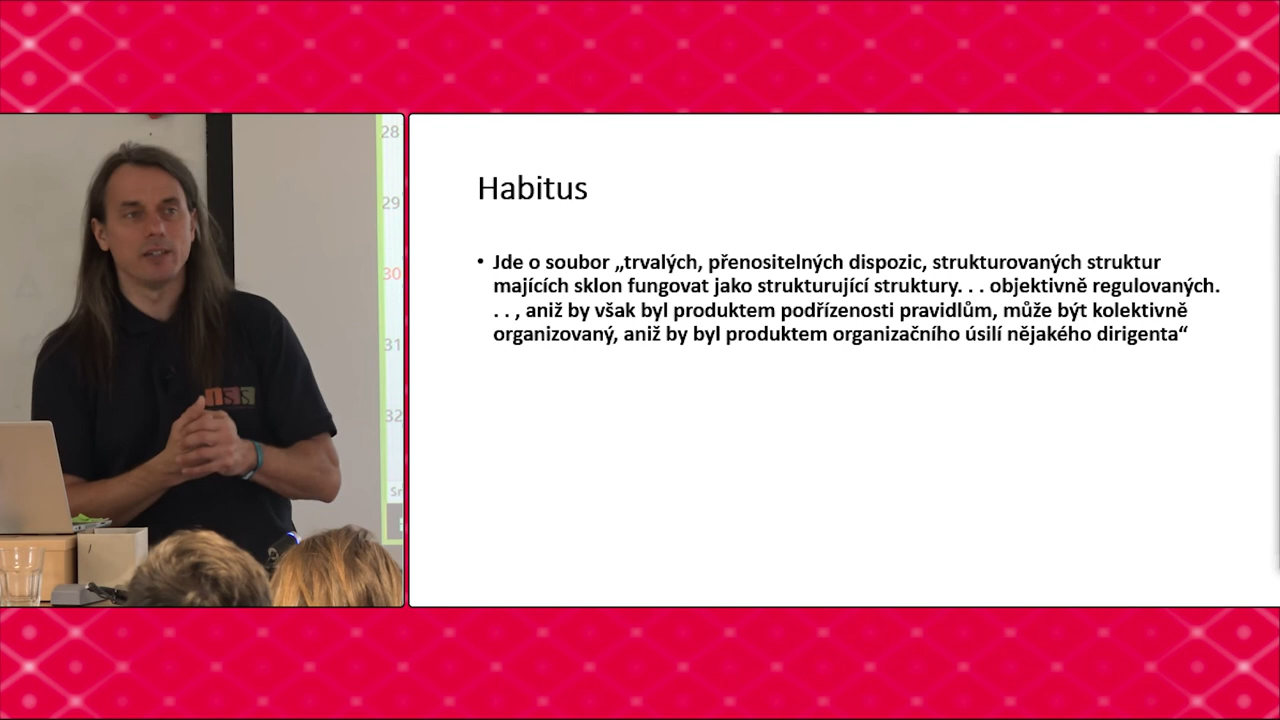 28
29
30
31
32
ISS
Habitus
• Jde o soubor „trvalých, přenositelných dispozic, strukturovaných struktur
majících sklon fungovat jako strukturující struktury. . . objektivně regulovaných.
. . , aniž by však byl produktem podřízenosti pravidlům, může být kolektivně
organizovaný, aniž by byl produktem organizačního úsilí nějakého dirigenta“